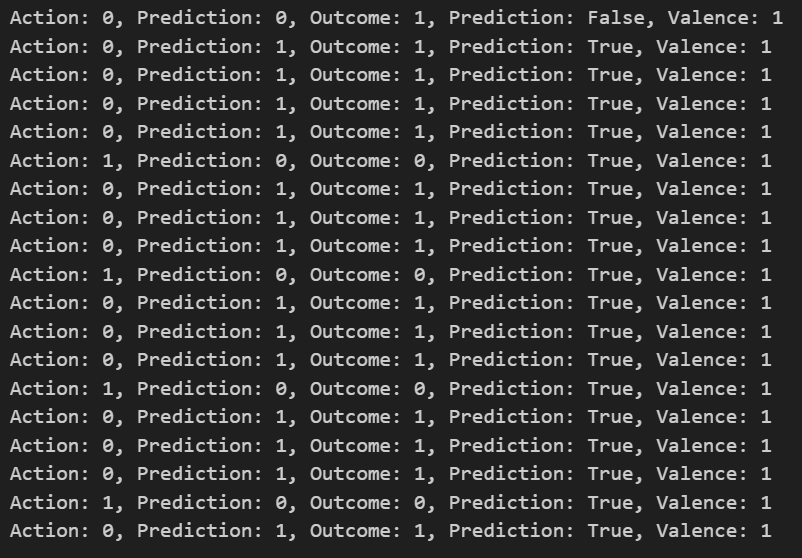 Action: 0, Prediction: 0, Outcome: 1, Prediction: False, Valence: 1
Action: 0, Prediction: 1, Outcome: 1, Prediction: True, Valence: 1
Action: 0, Prediction: 1, Outcome: 1, Prediction: True, Valence: 1
Action: 0, Prediction: 1, Outcome: 1, Prediction: True, Valence: 1
Action: 0, Prediction: 1, Outcome: 1, Prediction: True, Valence: 1
Action: 1, Prediction: 0, Outcome: 0, Prediction: True, Valence: 1
Action: 0, Prediction: 1, Outcome: 1, Prediction: True, Valence: 1
Action: 0, Prediction: 1, Outcome: 1, Prediction: True, Valence: 1
Action: 0, Prediction: 1, Outcome: 1, Prediction: True, Valence: 1
Action: 1, Prediction: 0, Outcome: 0, Prediction: True, Valence: 1
Action: 0, Prediction: 1, Outcome: 1, Prediction: True, Valence: 1
Action: 0, Prediction: 1, Outcome: 1, Prediction: True, Valence: 1
Action: 0, Prediction: 1, Outcome: 1, Prediction: True, Valence: 1
Action: 1, Prediction: 0, Outcome: 0, Prediction: True, Valence: 1
Action: 0, Prediction: 1, Outcome: 1, Prediction: True, Valence: 1
Action: 0, Prediction: 1, Outcome: 1, Prediction: True, Valence: 1
Action: 0, Prediction: 1, Outcome: 1, Prediction: True, Valence: 1
Action: 1, Prediction: 0, Outcome: 0, Prediction: True, Valence: 1
Action: 0, Prediction: 1, Outcome: 1, Prediction: True, Valence: 1